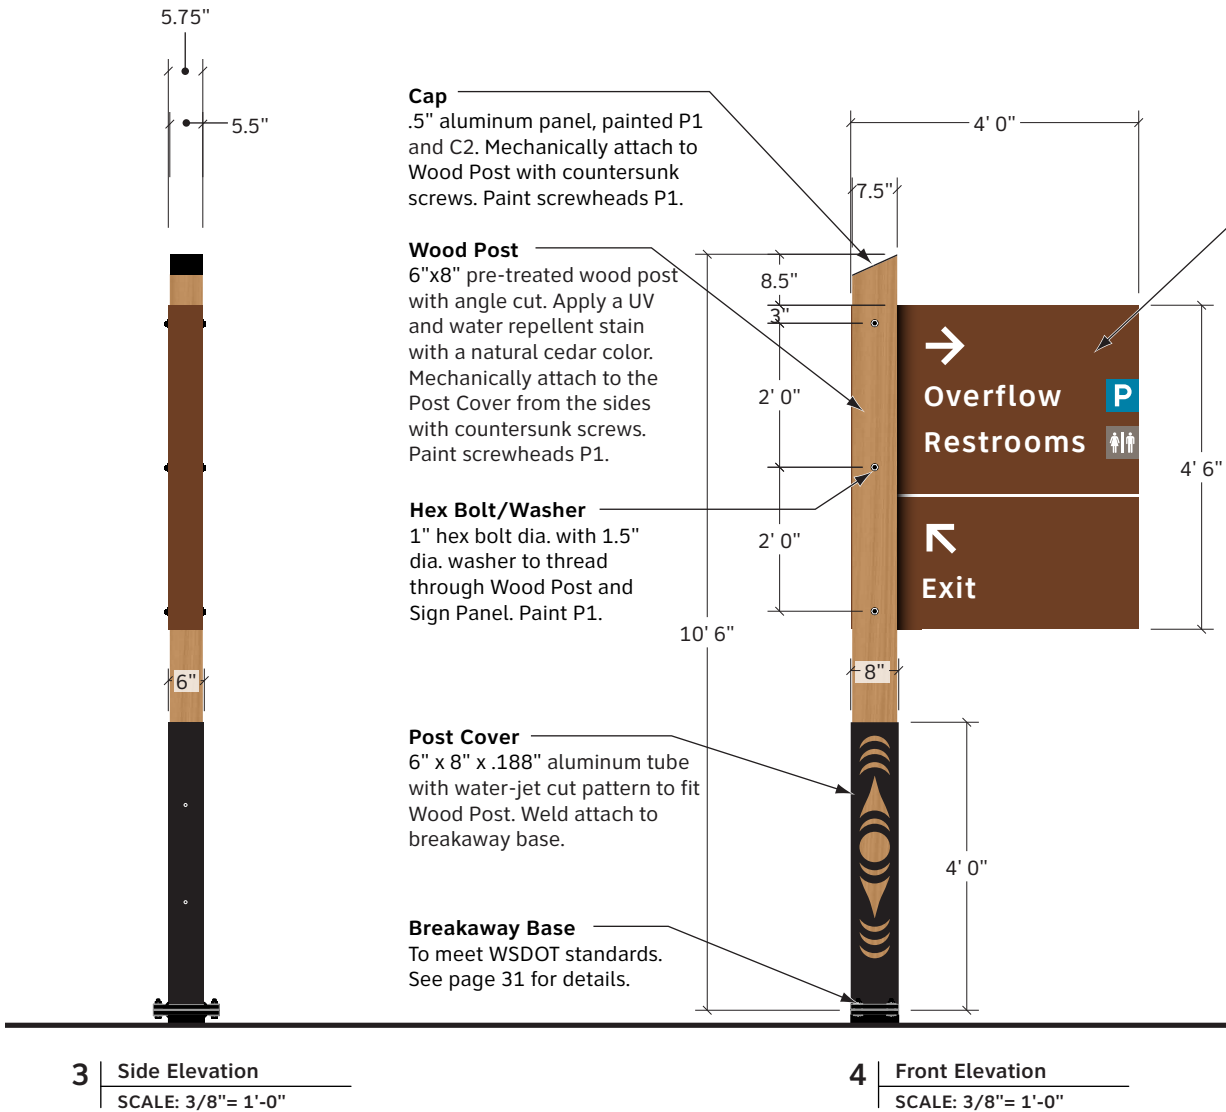 5.75"
5.5"
Cap
.5" aluminum panel, painted P1
and C2. Mechanically attach to
Wood Post with countersunk
screws. Paint screwheads P1.
Wood Post
6"x8" pre-treated wood post
with angle cut. Apply a UV
and water repellent stain
with a natural cedar color.
Mechanically attach to the
Post Cover from the sides
with countersunk screws.
Paint screwheads P1.
Hex Bolt/Washer
1" hex bolt dia. with 1.5"
dia. washer to thread
through Wood Post and
Sign Panel. Paint P1.
Post Cover
6" x 8" x .188" aluminum tube
with water-jet cut pattern to fit
Wood Post. Weld attach to
breakaway base.
Breakaway Base
To meet WSDOT standards.
See page 31 for details.
6"
4' 0"
7.5"
8.5"
3"
2' 0"
2' 0"
10' 6"
8"
4' 6"
4' 0"
Overflow P
Restrooms
Exit
3 Side Elevation
SCALE: 3/8"= 1'-0"
4 Front Elevation
SCALE: 3/8"= 1'-0"